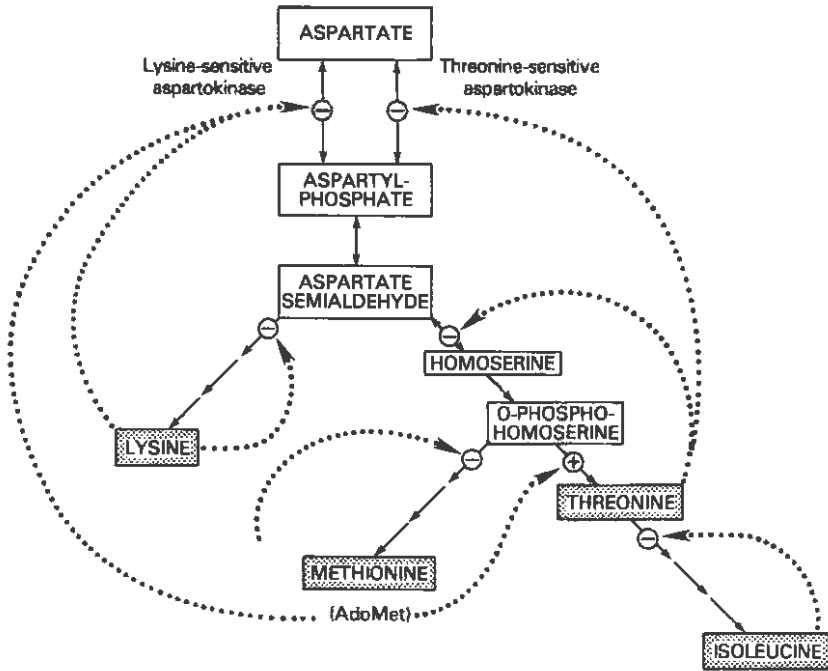 ASPARTATE
Lysine-sensitive
aspartokinase
Threonine-sensitive
aspartokinase
−
−
ASPARTYL-
PHOSPHATE
ASPARTATE
SEMIALDEHYDE
−
−
HOMOSERINE
O-PHOSPHO-
HOMOSERINE
LYSINE
−
+
THREONINE
−
METHIONINE
(AdoMet)
ISOLEUCINE